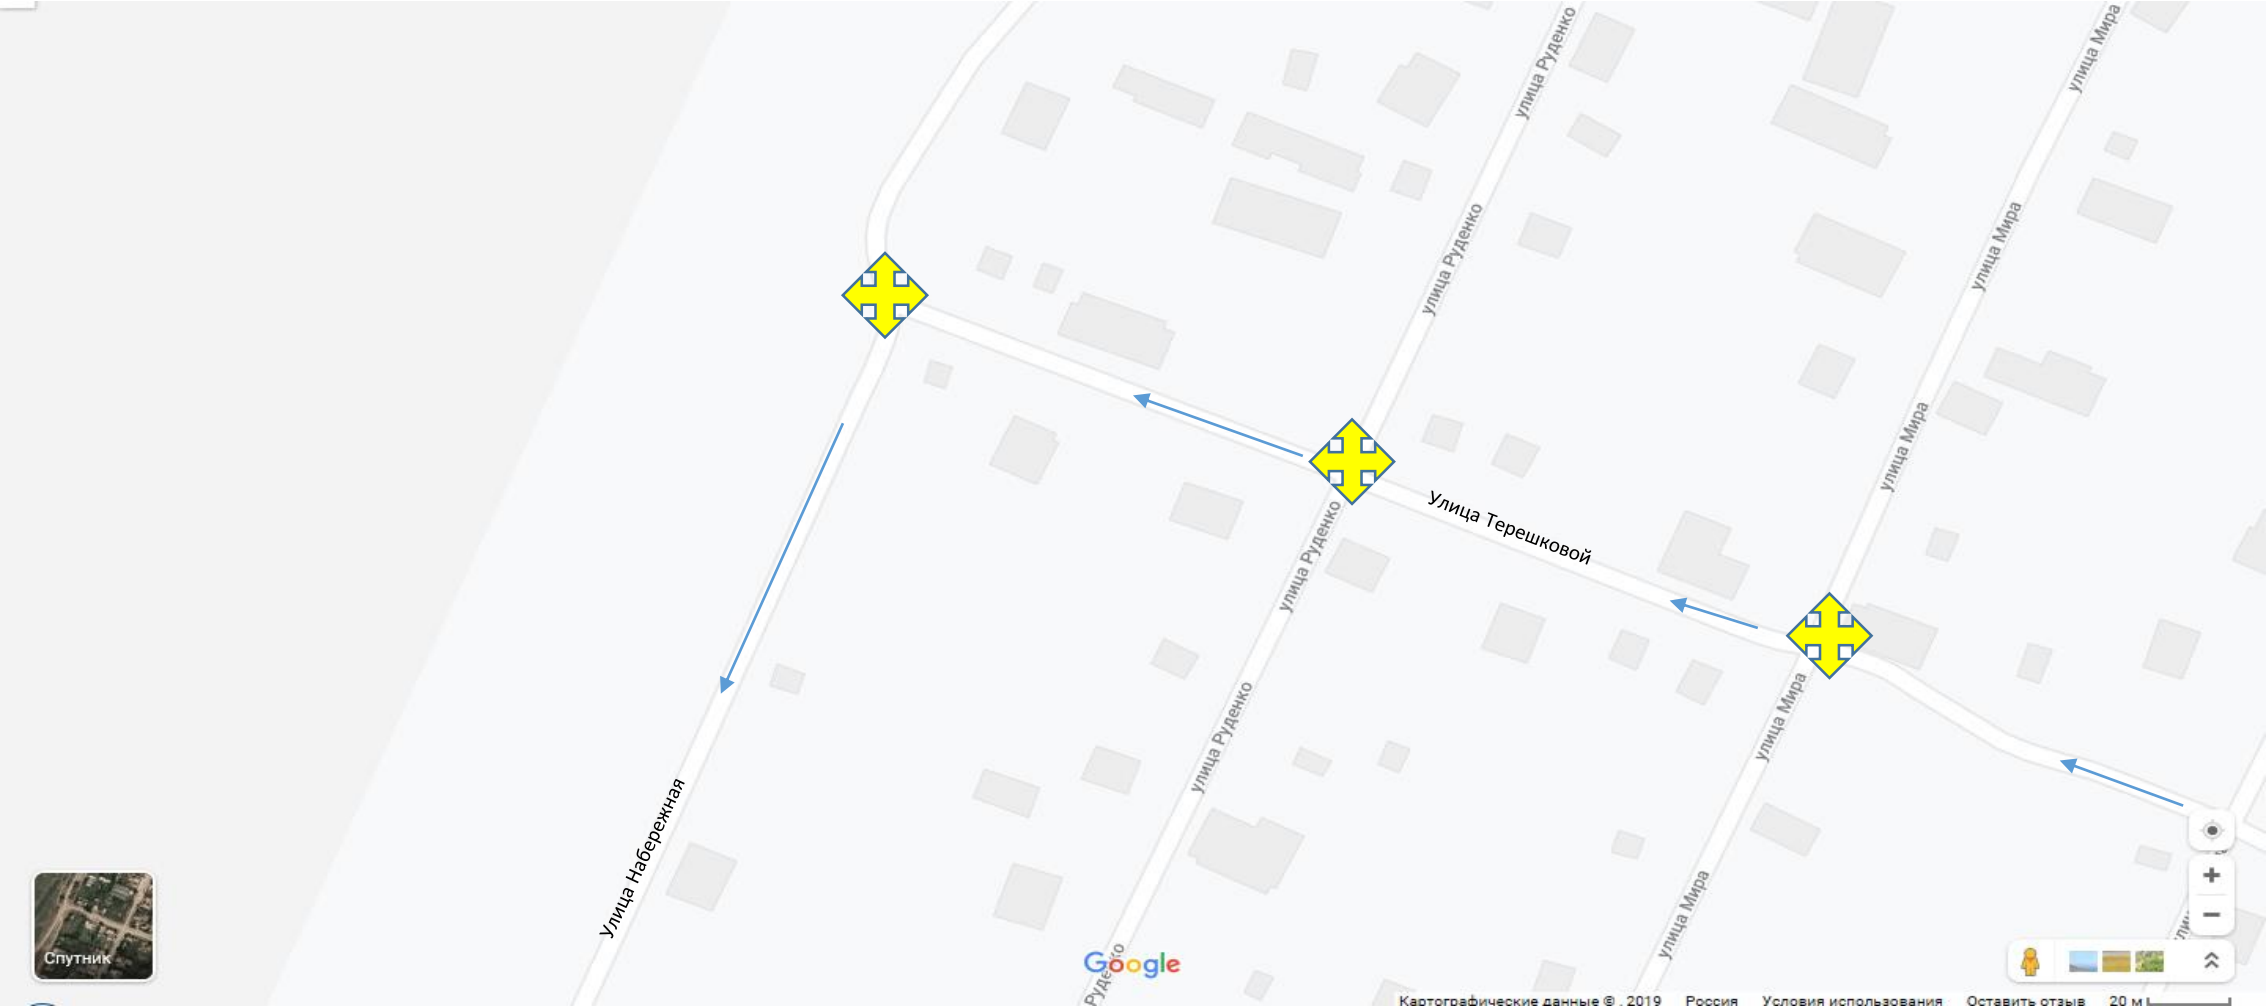 улица Руденко
улица Мира
улица Руденко
улица Мира
улица Мира
Улица Терешковой
улица Руденко
улица Мира
улица Руденко
Улица Набережная
улица Мира
Руденко
Спутник
Google
Картографические данные © , 2019 Россия Условия использования Оставить отзыв 20 м